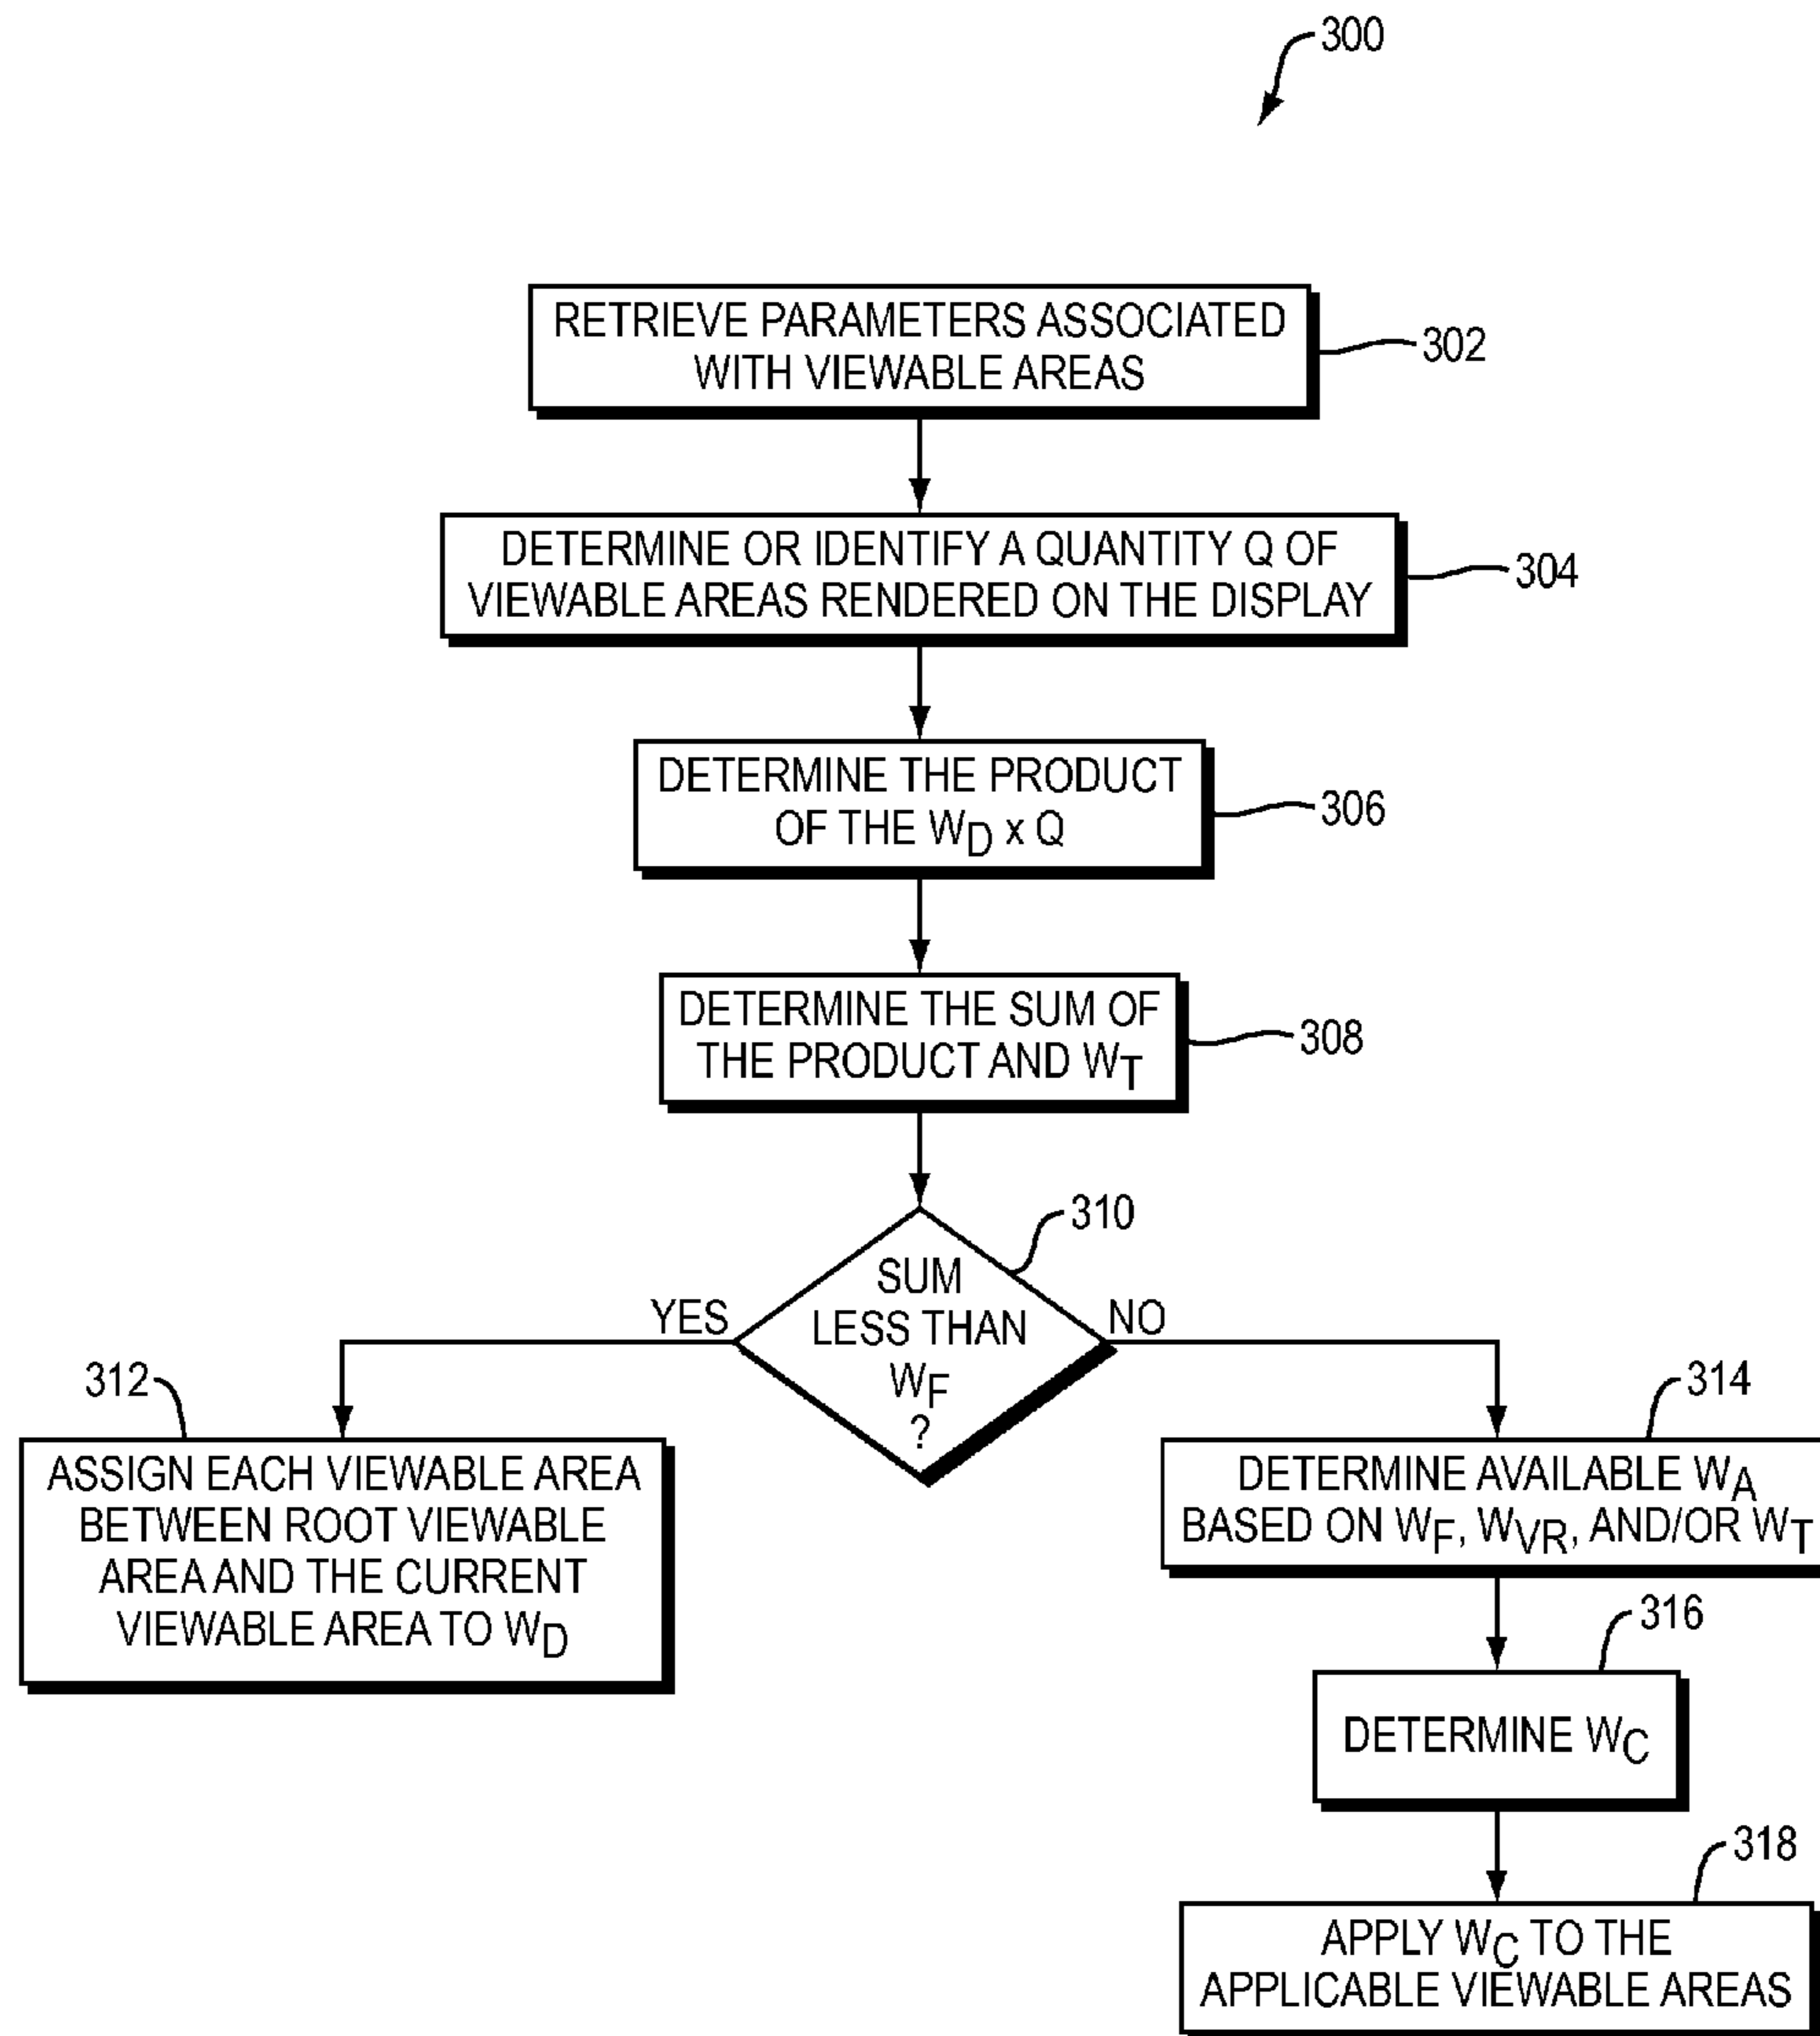 300
RETRIEVE PARAMETERS ASSOCIATED
WITH VIEWABLE AREAS
302
DETERMINE OR IDENTIFY A QUANTITY Q OF
VIEWABLE AREAS RENDERED ON THE DISPLAY
304
DETERMINE THE PRODUCT
OF THE WD x Q
306
DETERMINE THE SUM OF
THE PRODUCT AND WT
308
310
SUM
LESS THAN
WF
?
YES
NO
312
ASSIGN EACH VIEWABLE AREA
BETWEEN ROOT VIEWABLE
AREA AND THE CURRENT
VIEWABLE AREA TO WD
314
DETERMINE AVAILABLE WA
BASED ON WF, WVR, AND/OR WT
316
DETERMINE WC
318
APPLY WC TO THE
APPLICABLE VIEWABLE AREAS